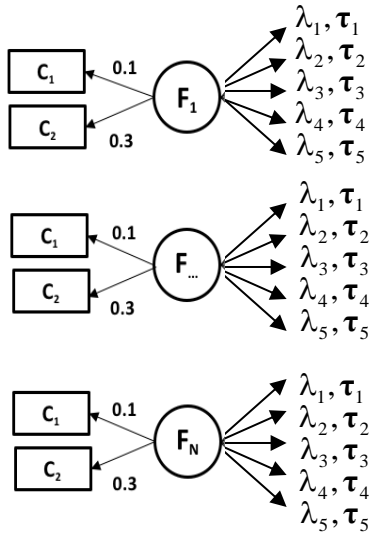 λ₁, τ₁
λ₂, τ₂
C₁ 0.1 F₁ λ₃, τ₃
C₂ 0.3 λ₄, τ₄
λ₅, τ₅
λ₁, τ₁
λ₂, τ₂
C₁ 0.1 F... λ₃, τ₃
C₂ 0.3 λ₄, τ₄
λ₅, τ₅
λ₁, τ₁
λ₂, τ₂
C₁ 0.1 F_N λ₃, τ₃
C₂ 0.3 λ₄, τ₄
λ₅, τ₅